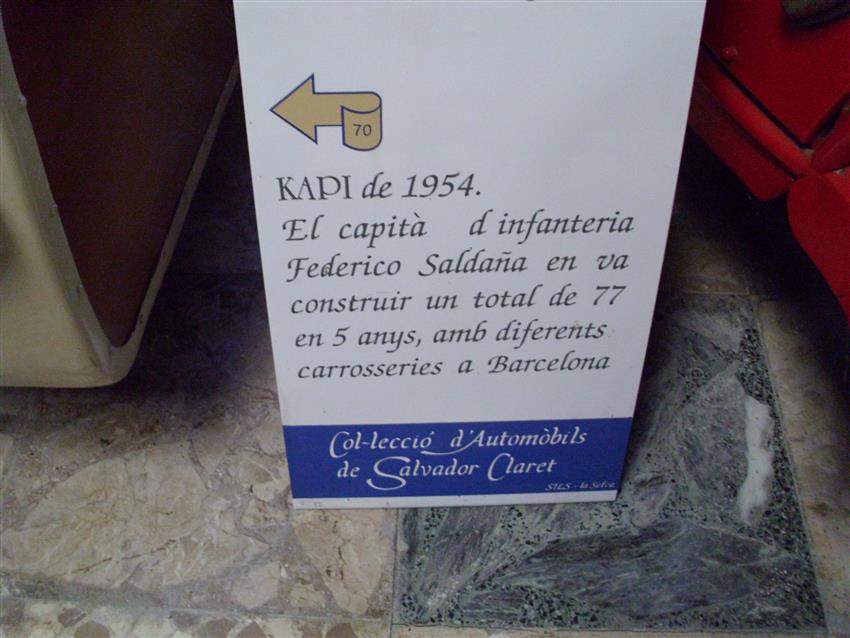 70
KAPI de 1954.
El capità d infanteria
Federico Saldaña en va
construir un total de 77
en 5 anys, amb diferents
carrosseries a Barcelona
Col-lecció d'Automòbils
de Salvador Claret
SILS - la Selva